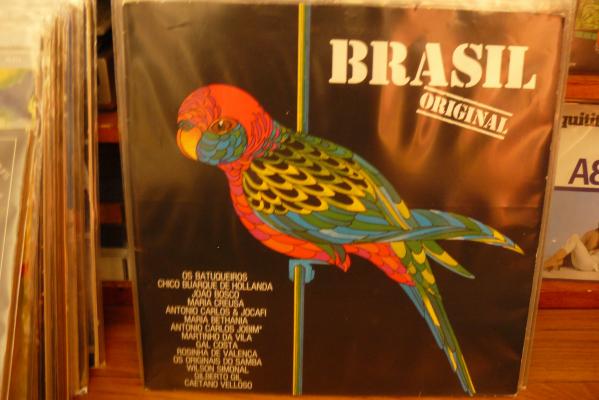 BRASIL
ORIGINAL
OS BATUQUEIROS
CHICO BUARQUE DE HOLLANDA
JOÃO BOSCO
MARIA CREUSA
ANTONIO CARLOS & JOCAFI
MARIA BETHANIA
ANTONIO CARLOS JOBIM*
MARTINHO DA VILA
GAL COSTA
ROSINHA DE VALENCA
OS ORIGINAIS DO SAMBA
WILSON SIMONAL
GILBERTO GIL
CAETANO VELLOSO